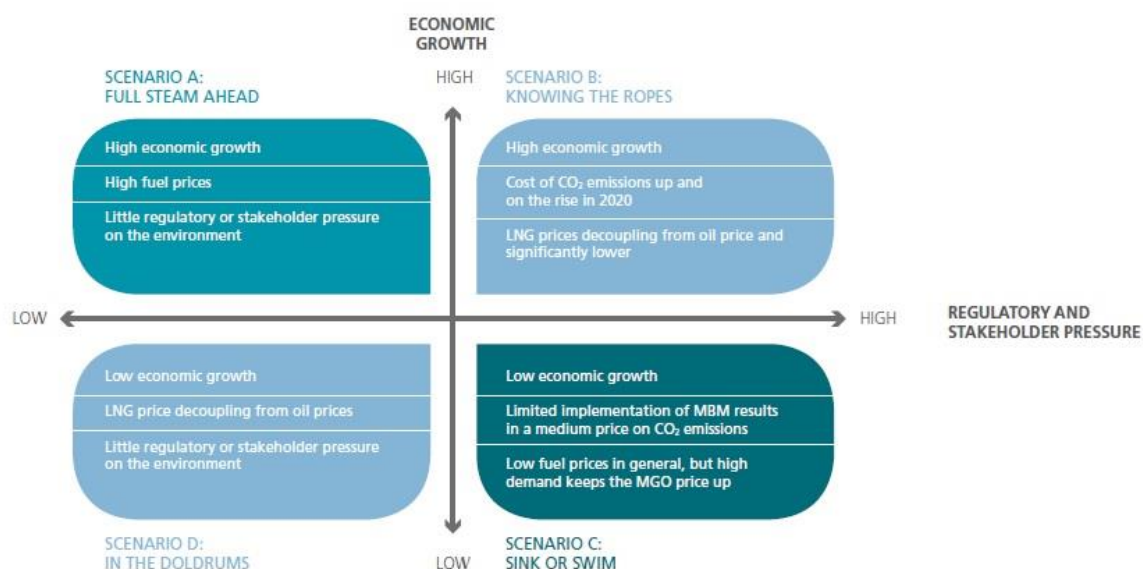 ECONOMIC
GROWTH
SCENARIO A:
FULL STEAM AHEAD
HIGH
SCENARIO B:
KNOWING THE ROPES
High economic growth
High fuel prices
Little regulatory or stakeholder pressure
on the environment
High economic growth
Cost of CO₂ emissions up and
on the rise in 2020
LNG prices decoupling from oil price and
significantly lower
LOW
HIGH
REGULATORY AND
STAKEHOLDER PRESSURE
Low economic growth
LNG price decoupling from oil prices
Little regulatory or stakeholder pressure
on the environment
Low economic growth
Limited implementation of MBM results
in a medium price on CO₂ emissions
Low fuel prices in general, but high
demand keeps the MGO price up
SCENARIO D:
IN THE DOLDRUMS
LOW
SCENARIO C:
SINK OR SWIM